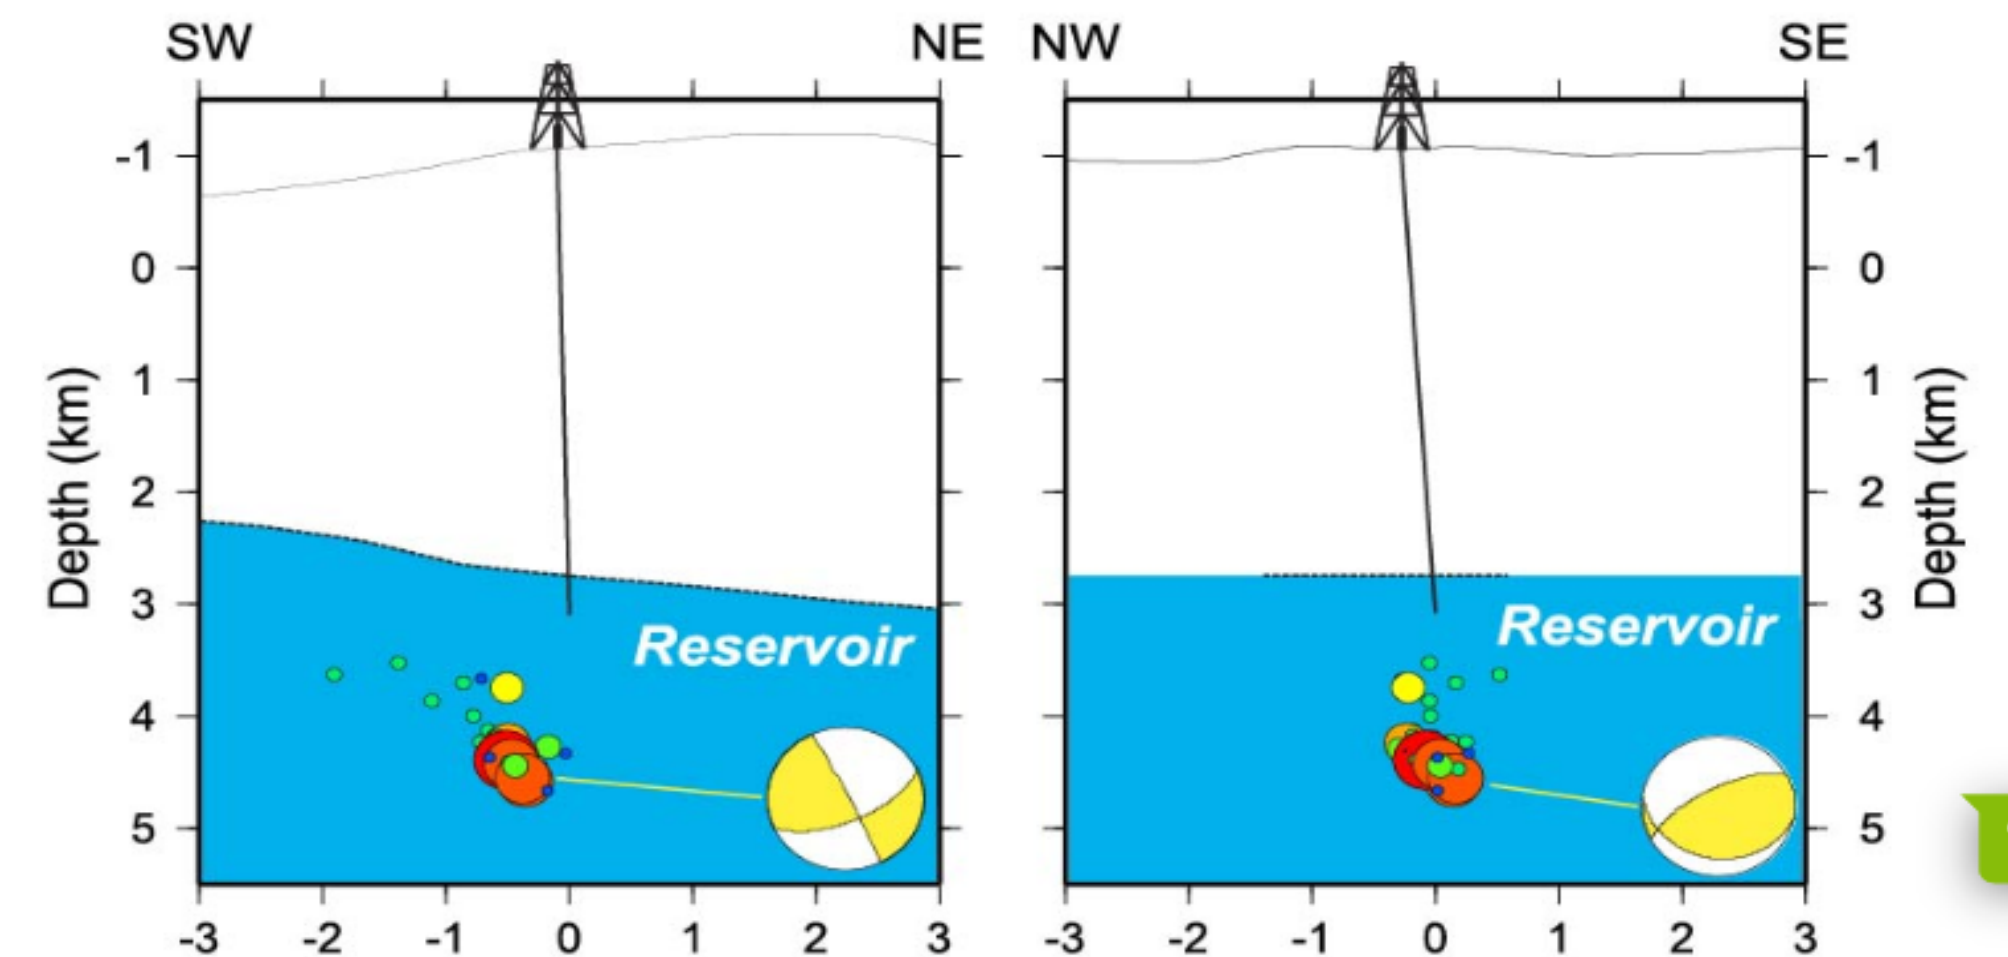 SW NE NW SE
-1 -1
0 0
1 1
2 2
3 3
4 4
5 5
Depth (km)
Depth (km)
Reservoir
Reservoir
-3 -2 -1 0 1 2 3 -3 -2 -1 0 1 2 3